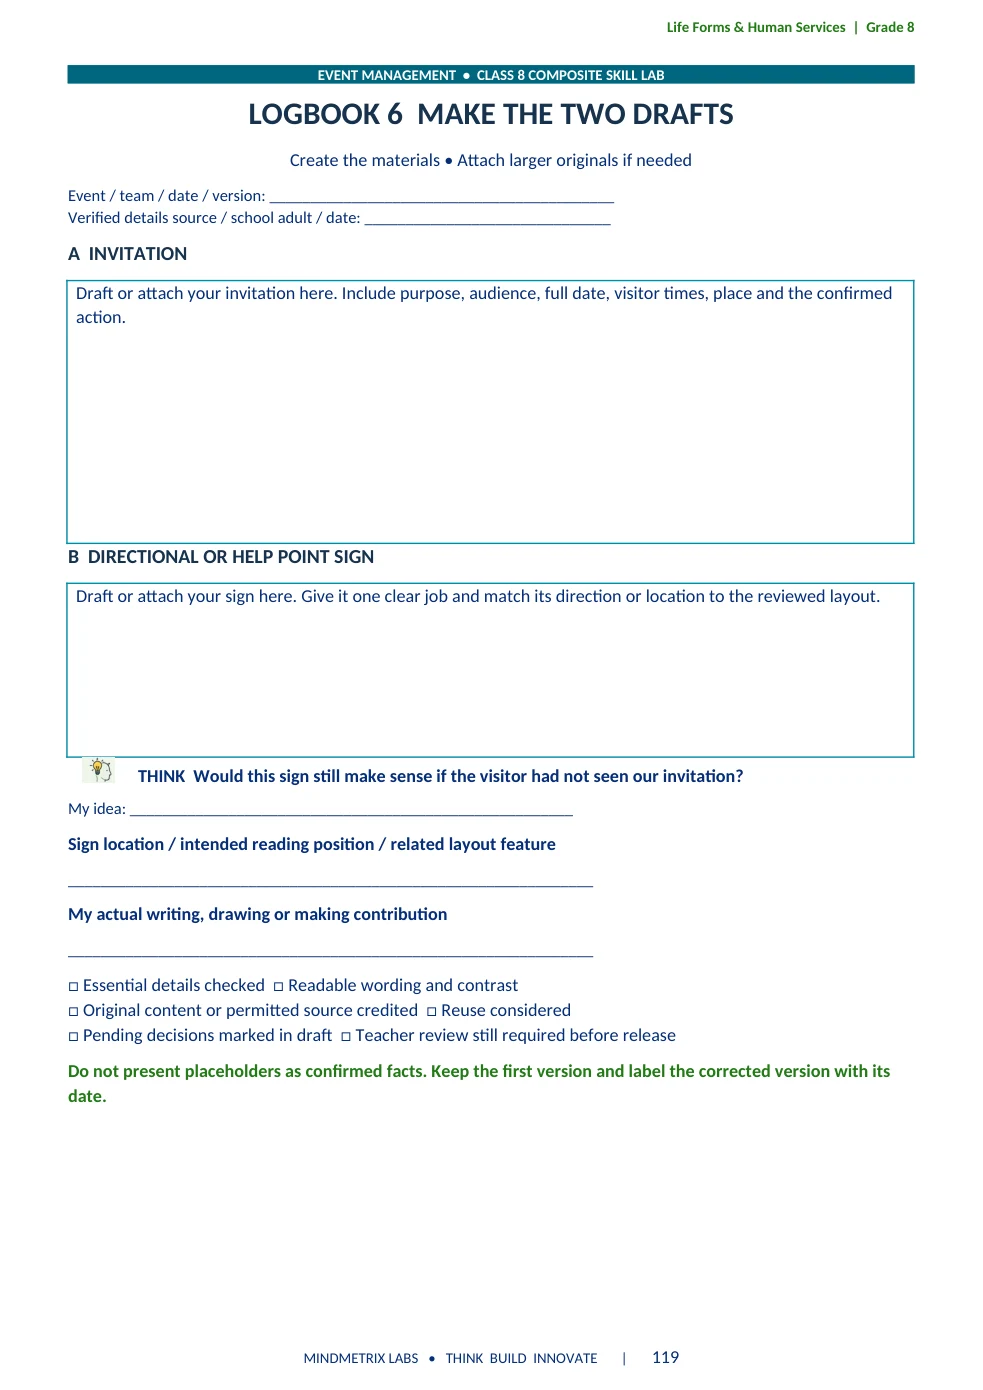 Life Forms & Human Services | Grade 8
EVENT MANAGEMENT ● CLASS 8 COMPOSITE SKILL LAB
LOGBOOK 6 MAKE THE TWO DRAFTS
Create the materials ● Attach larger originals if needed
Event / team / date / version: ___________________________________________
Verified details source / school adult / date: _______________________________
A INVITATION
Draft or attach your invitation here. Include purpose, audience, full date, visitor times, place and the confirmed
action.
B DIRECTIONAL OR HELP POINT SIGN
Draft or attach your sign here. Give it one clear job and match its direction or location to the reviewed layout.
THINK Would this sign still make sense if the visitor had not seen our invitation?
My idea: ________________________________________________________
Sign location / intended reading position / related layout feature
___________________________________________________________
My actual writing, drawing or making contribution
___________________________________________________________
□ Essential details checked □ Readable wording and contrast
□ Original content or permitted source credited □ Reuse considered
□ Pending decisions marked in draft □ Teacher review still required before release
Do not present placeholders as confirmed facts. Keep the first version and label the corrected version with its
date.
MINDMETRIX LABS ● THINK BUILD INNOVATE | 119